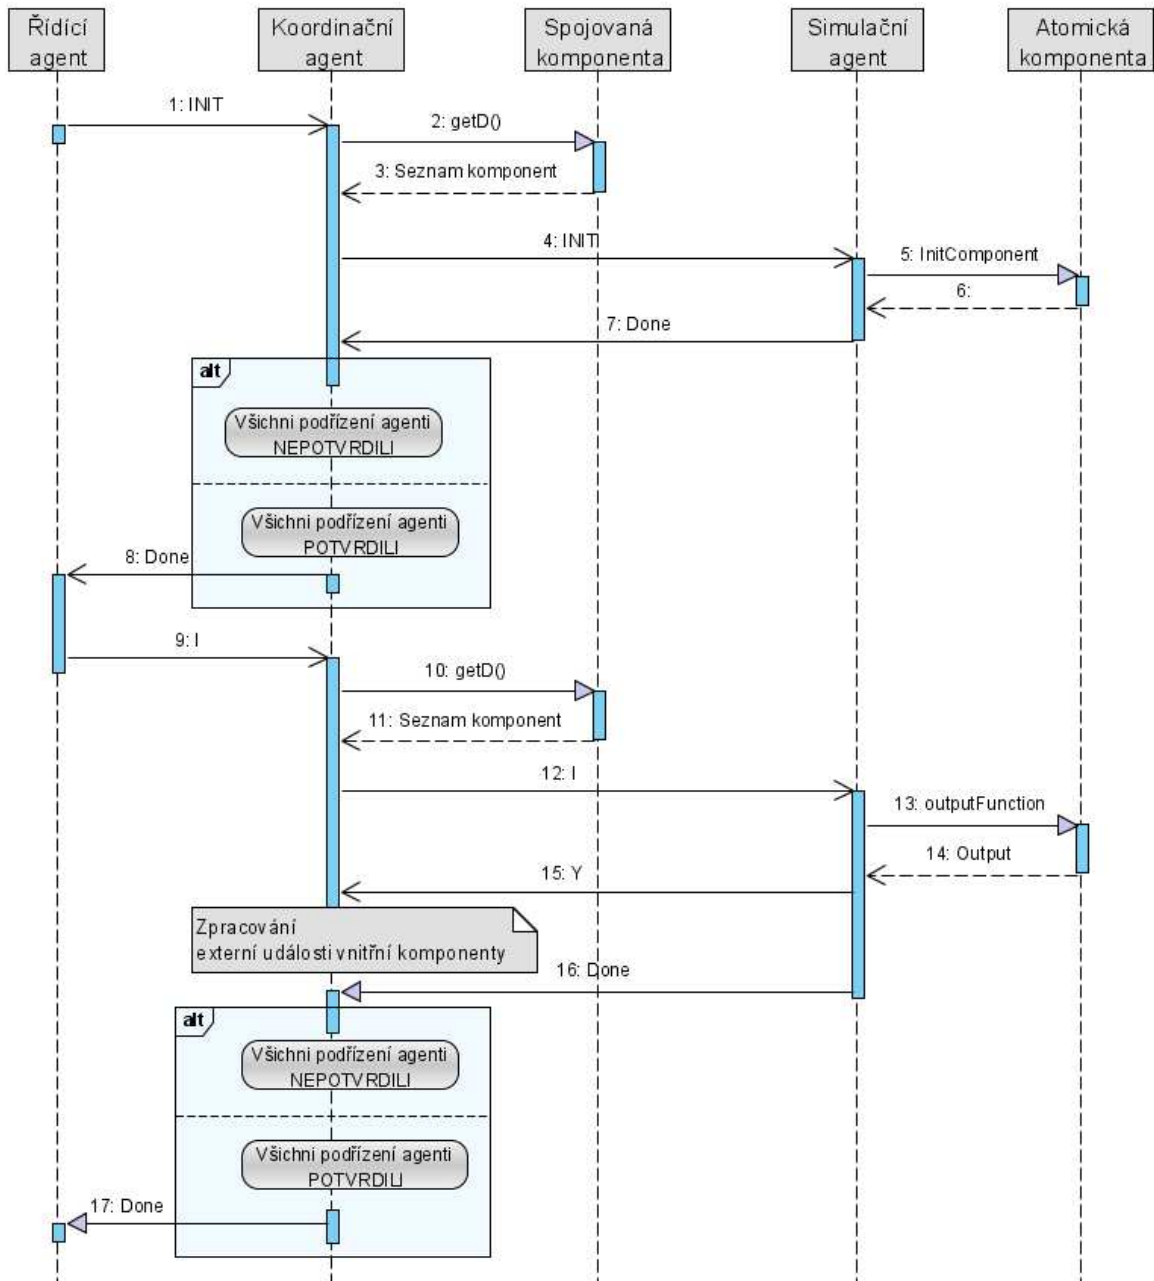 Řídící
agent
Koordinační
agent
Spojovaná
komponenta
Simulační
agent
Atomická
komponenta
1: INIT
2: getD()
3: Seznam komponent
4: INIT
5: InitComponent
6:
7: Done
alt
Všichni podřízení agenti
NEPOTVRDILI
Všichni podřízení agenti
POTVRDILI
8: Done
9: I
10: getD()
11: Seznam komponent
12: I
13: outputFunction
14: Output
15: Y
Zpracování
externí události vnitřní komponenty
16: Done
alt
Všichni podřízení agenti
NEPOTVRDILI
Všichni podřízení agenti
POTVRDILI
17: Done